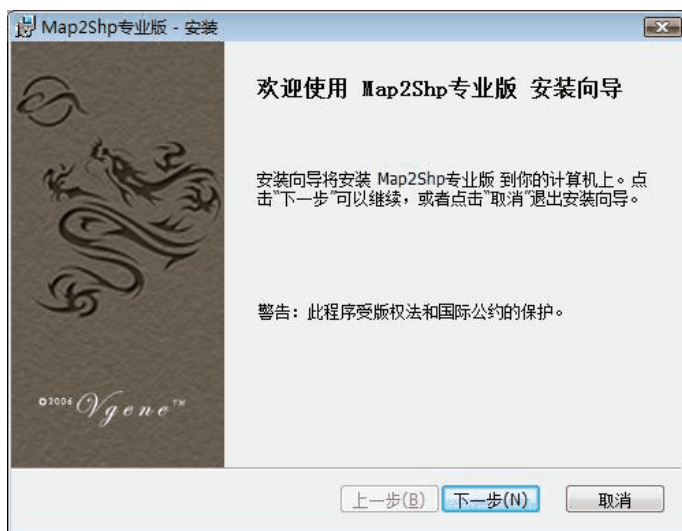 Map2Shp专业版 - 安装
欢迎使用 Map2Shp专业版 安装向导
安装向导将安装 Map2Shp专业版 到你的计算机上。点
击"下一步"可以继续，或者点击"取消"退出安装向导。
警告：此程序受版权法和国际公约的保护。
©2006 Vgene™
上一步(B) 下一步(N) 取消